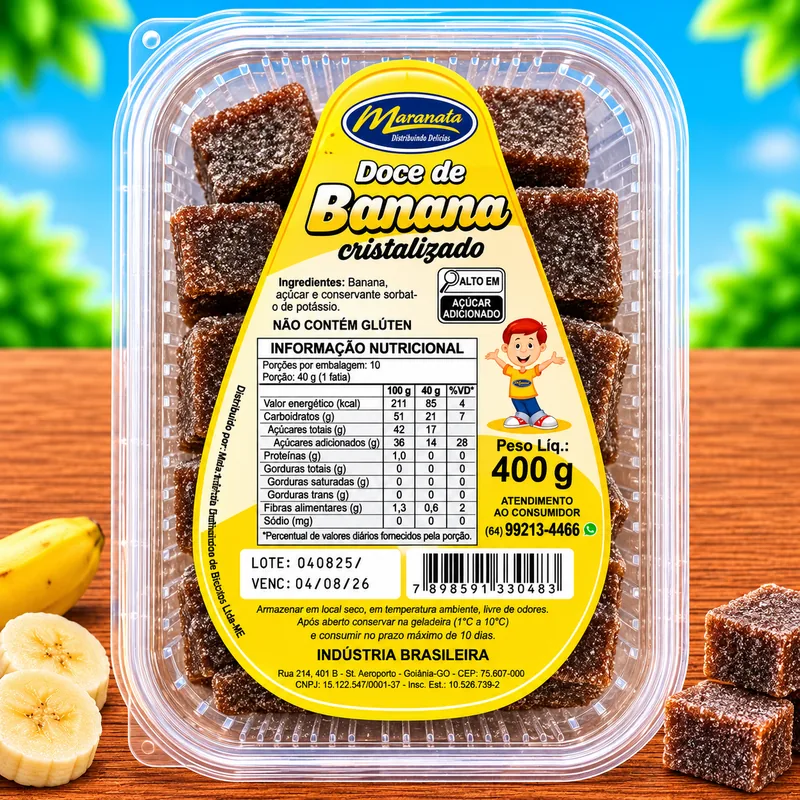 Maranata
Distribuindo Delícias
Doce de
Banana
cristalizado
Ingredientes: Banana,
açúcar e conservante sorbat-
o de potássio.
NÃO CONTÉM GLÚTEN
ALTO EM
AÇÚCAR
ADICIONADO
INFORMAÇÃO NUTRICIONAL
Porções por embalagem: 10
Porção: 40 g (1 fatia)
100 g 40 g %VD*
Valor energético (kcal) 211 85 4
Carboidratos (g) 51 21 7
Açúcares totais (g) 42 17
Açúcares adicionados (g) 36 14 28
Proteínas (g) 1,0 0 0
Gorduras totais (g) 0 0 0
Gorduras saturadas (g) 0 0 0
Gorduras trans (g) 0 0 0
Fibras alimentares (g) 1,3 0,6 2
Sódio (mg) 0 0 0
*Percentual de valores diários fornecidos pela porção.
Peso Líq.:
400 g
ATENDIMENTO
AO CONSUMIDOR
(64) 99213-4466
Distribuído por:
de
Ltda-ME
LOTE: 040825/
VENC: 04/08/26
7 898591 330483
Armazenar em local seco, em temperatura ambiente, livre de odores.
Após aberto conservar na geladeira (1°C a 10°C)
e consumir no prazo máximo de 10 dias.
INDÚSTRIA BRASILEIRA
Rua 214, 401 B - St. Aeroporto - Goiânia-GO - CEP: 75.607-000
CNPJ: 15.122.547/0001-37 - Insc. Est.: 10.526.739-2